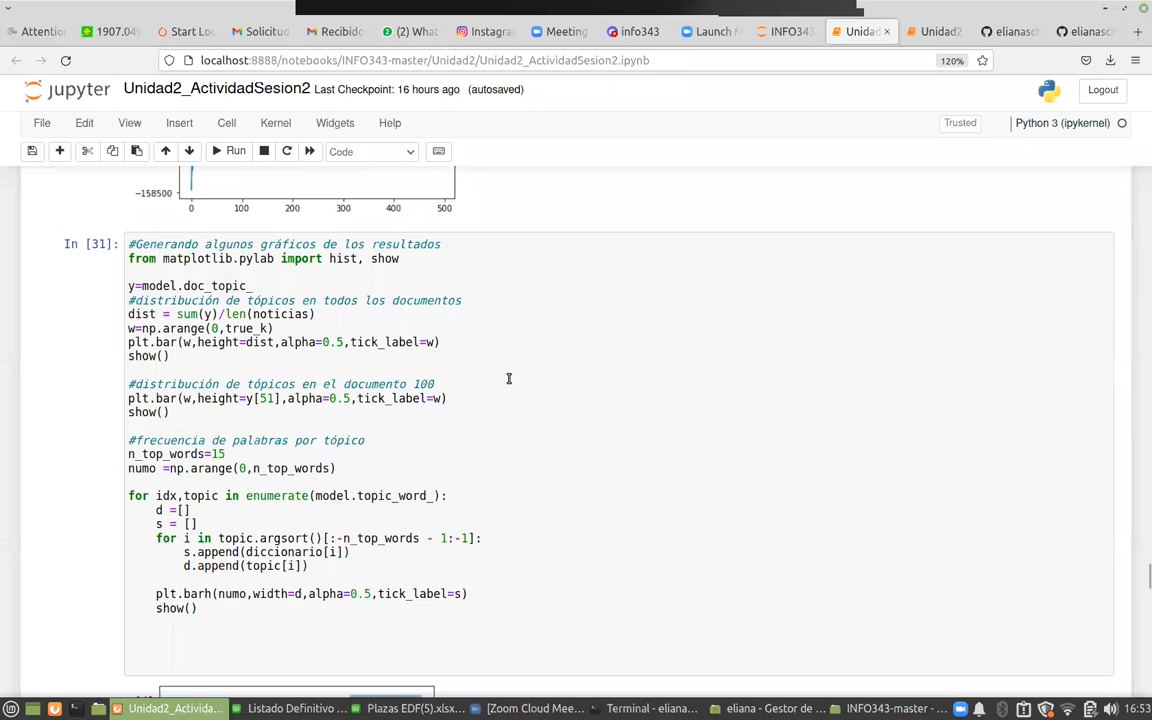 Attentio
1907.049
Start Loc
Solicitud
Recibido
(2) What
Instagra
Meeting
info343
Launch M
INFO343
Unidad
Unidad2
elianasch
elianasch
localhost:8888/notebooks/INFO343-master/Unidad2/Unidad2_ActividadSesion2.ipynb
120%
jupyter
Unidad2_ActividadSesion2 Last Checkpoint: 16 hours ago (autosaved)
Logout
File Edit View Insert Cell Kernel Widgets Help
Trusted
Python 3 (ipykernel)
Run
Code
−158500
0 100 200 300 400 500
In [31]:
#Generando algunos gráficos de los resultados
from matplotlib.pylab import hist, show
y=model.doc_topic_
#distribución de tópicos en todos los documentos
dist = sum(y)/len(noticias)
w=np.arange(0,true_k)
plt.bar(w,height=dist,alpha=0.5,tick_label=w)
show()
#distribución de tópicos en el documento 100
plt.bar(w,height=y[51],alpha=0.5,tick_label=w)
show()
#frecuencia de palabras por tópico
n_top_words=15
numo =np.arange(0,n_top_words)
for idx,topic in enumerate(model.topic_word_):
    d =[]
    s = []
    for i in topic.argsort()[:-n_top_words - 1:-1]:
        s.append(diccionario[i])
        d.append(topic[i])
    plt.barh(numo,width=d,alpha=0.5,tick_label=s)
    show()
Unidad2_Activida...
Listado Definitivo ...
Plazas EDF(5).xlsx...
[Zoom Cloud Mee...
Terminal - eliana...
eliana - Gestor de ...
INFO343-master - ...
16:53